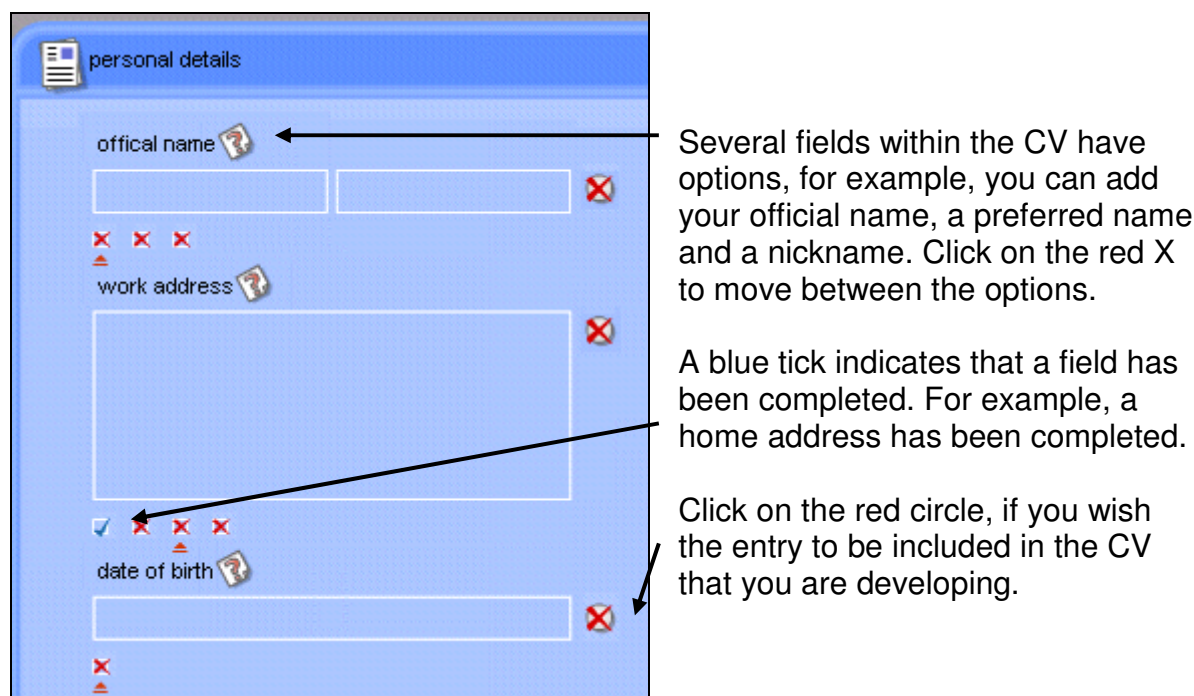 personal details
offical name
work address
date of birth
Several fields within the CV have
options, for example, you can add
your official name, a preferred name
and a nickname. Click on the red X
to move between the options.
A blue tick indicates that a field has
been completed. For example, a
home address has been completed.
Click on the red circle, if you wish
the entry to be included in the CV
that you are developing.